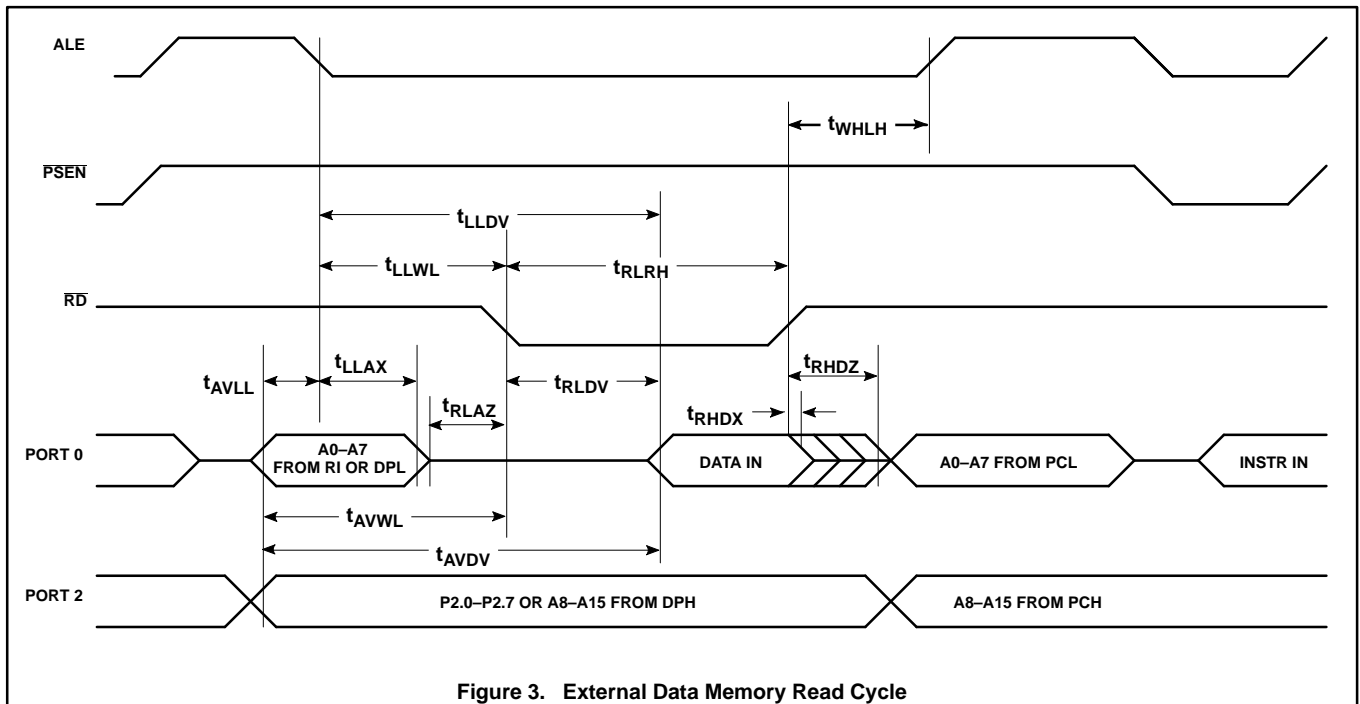 ALE
tWHLH
PSEN
tLLDV
tLLWL
tRLRH
RD
tAVLL
tLLAX
tRLAZ
tRLDV
tRHDZ
tRHDX
PORT 0
A0–A7
FROM RI OR DPL
DATA IN
A0–A7 FROM PCL
INSTR IN
tAVWL
tAVDV
PORT 2
P2.0–P2.7 OR A8–A15 FROM DPH
A8–A15 FROM PCH
Figure 3. External Data Memory Read Cycle